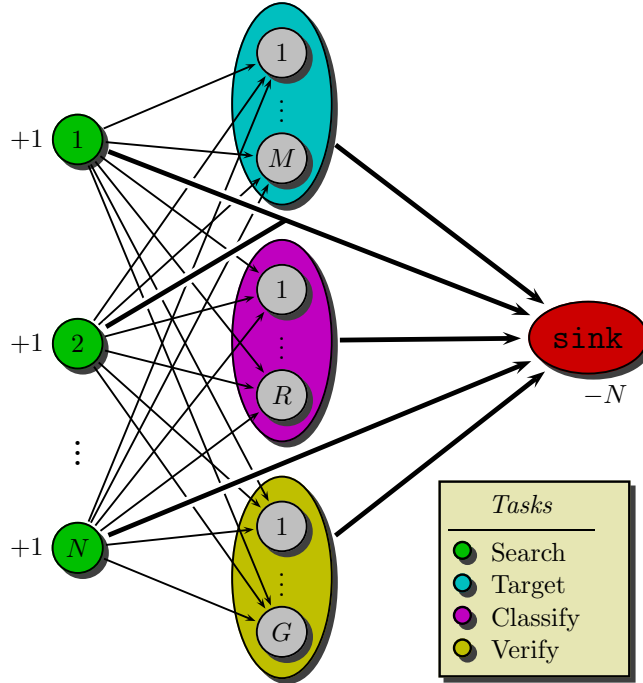 1
⋮
M
+1 1
1
+1 2
⋮
R
sink
−N
⋮
1
+1 N
⋮
G
Tasks
Search
Target
Classify
Verify